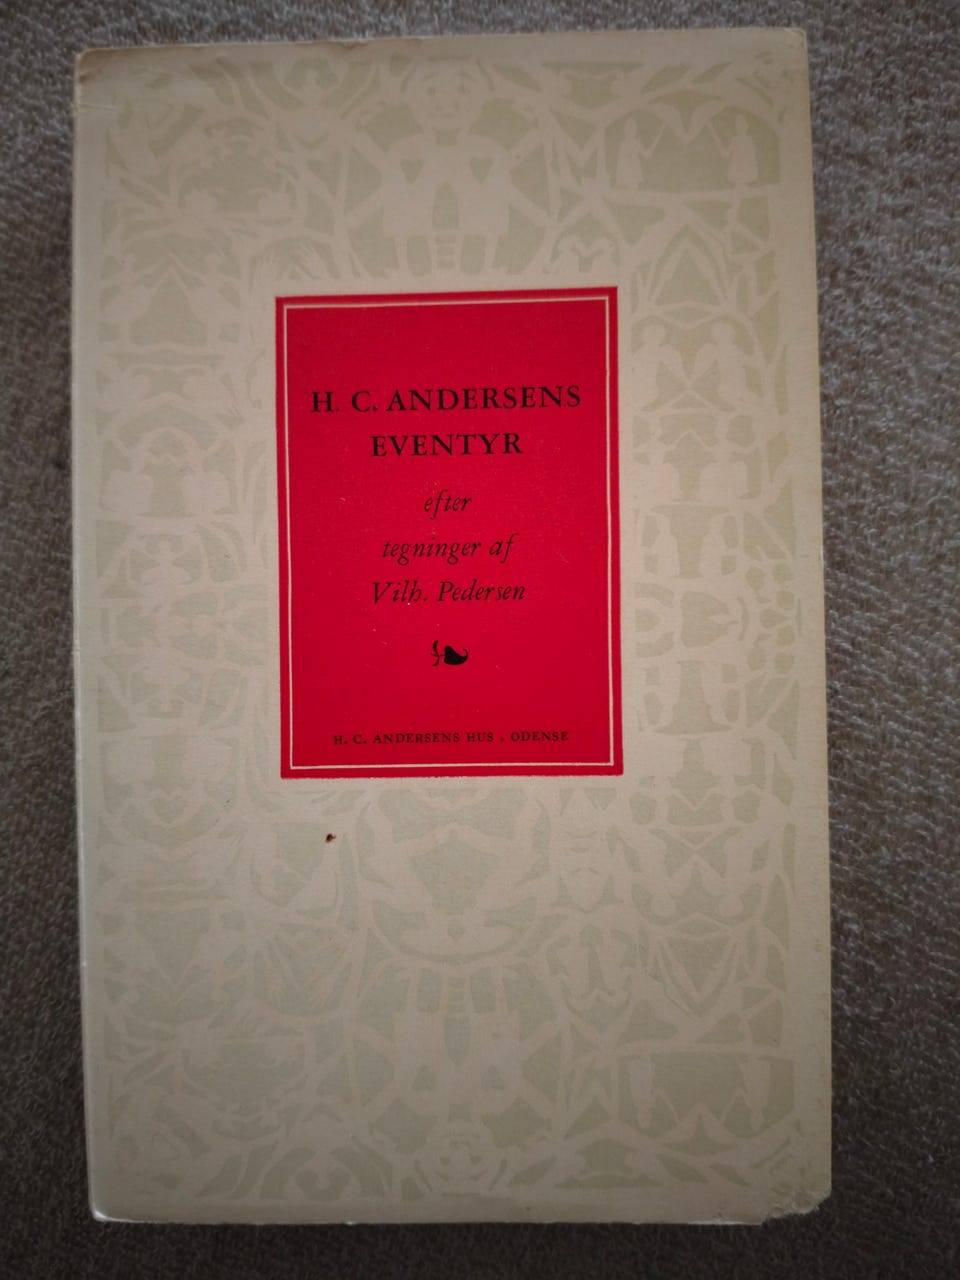 H. C. ANDERSENS
EVENTYR
efter
tegninger af
Vilh. Pedersen
H. C. ANDERSENS HUS . ODENSE